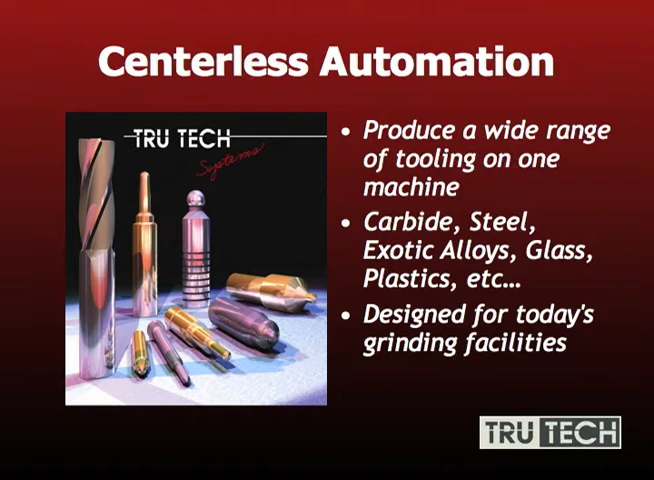 Centerless Automation
TRU TECH
Systems
• Produce a wide range
of tooling on one
machine
• Carbide, Steel,
Exotic Alloys, Glass,
Plastics, etc...
• Designed for today's
grinding facilities
TRU TECH